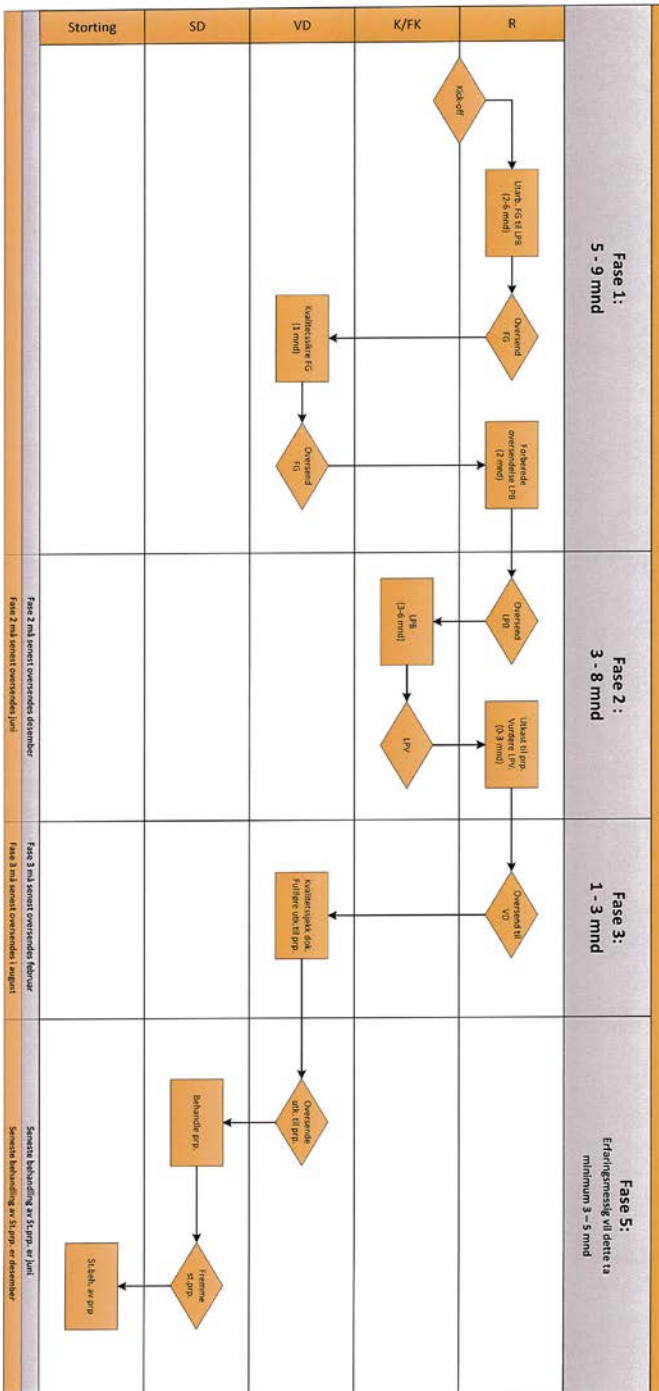 Fase 1:
5 - 9 mnd
Fase 2 :
3 - 8 mnd
Fase 3:
1 - 3 mnd
Fase 5:
Erfaringsmessig vil dette ta
minimum 3 – 5 mnd
R
Kick-off
Utarb. FG til LPB
(2-6 mnd)
Oversend
FG
Forberede
oversendelse LPB
(2 mnd)
Oversend
LPB
Utkast til prp.
Vurdere LPV.
(0-3 mnd)
Oversend til
VD
K/FK
LPB
(3-6 mnd)
LPV
VD
Kvalitetssikre FG
(1 mnd)
Oversend
FG
Kvalitetssjekk dok.
Fullføre utk.til prp.
Oversende
utk. til prp.
SD
Behandle prp.
Fremme
st.prp.
Storting
St.beh. av prp
Fase 2 må senest oversendes desember
Fase 3 må senest oversendes februar
Seneste behandling av St.prp. er juni
Fase 2 må senest oversendes juni
Fase 3 må senest oversendes i august
Seneste behandling av St.prp. er desember